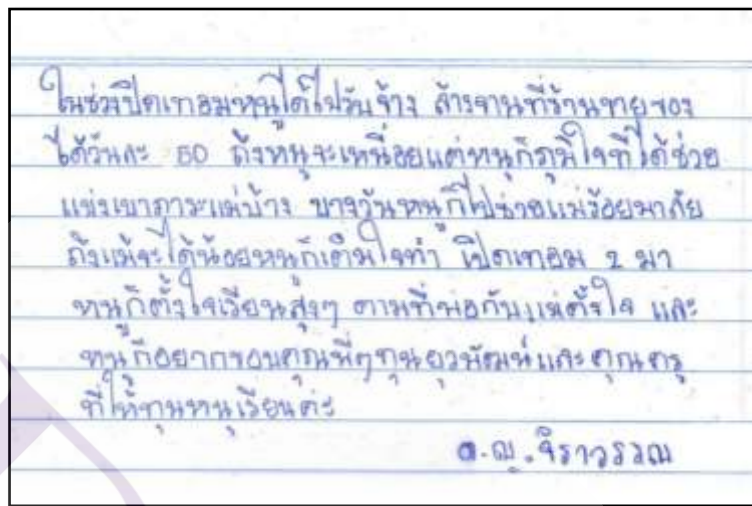 ในช่วงปิดเทอมหนูได้ไปรับจ้าง ล้างจานที่ร้านขายของ
ได้วันละ 50 ถึงหนูจะเหนื่อยแต่หนูก็ภูมิใจที่ได้ช่วย
แบ่งเบาภาระแม่บ้าง บางวันหนูก็ไปช่วยแม่ร้อยมาลัย
ถึงแม้จะได้น้อยหนูก็เต็มใจทำ เปิดเทอม 2 มา
หนูก็ตั้งใจเรียนสูงๆ ตามที่พ่อกับแม่ตั้งใจ และ
หนูก็อยากขอบคุณพี่ๆทุนยุวพัฒน์และคุณครู
ที่ให้ทุนหนูเรียนค่ะ
ด.ญ.จิราวรรณ